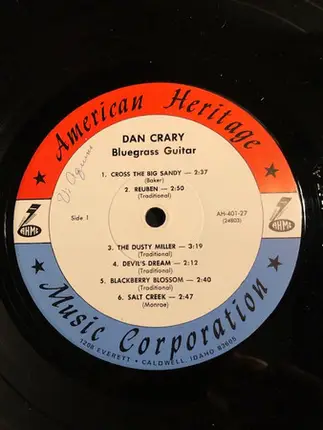 American Heritage
DAN CRARY
Bluegrass Guitar
1. CROSS THE BIG SANDY — 2:37
(Baker)
2. REUBEN — 2:50
(Traditional)
Side 1
AH-401-27
(24803)
AHMC
AHMC
3. THE DUSTY MILLER — 3:19
(Traditional)
4. DEVIL'S DREAM — 2:12
(Traditional)
5. BLACKBERRY BLOSSOM — 2:40
(Traditional)
6. SALT CREEK — 2:47
(Monroe)
Music Corporation
1208 EVERETT • CALDWELL, IDAHO 83605